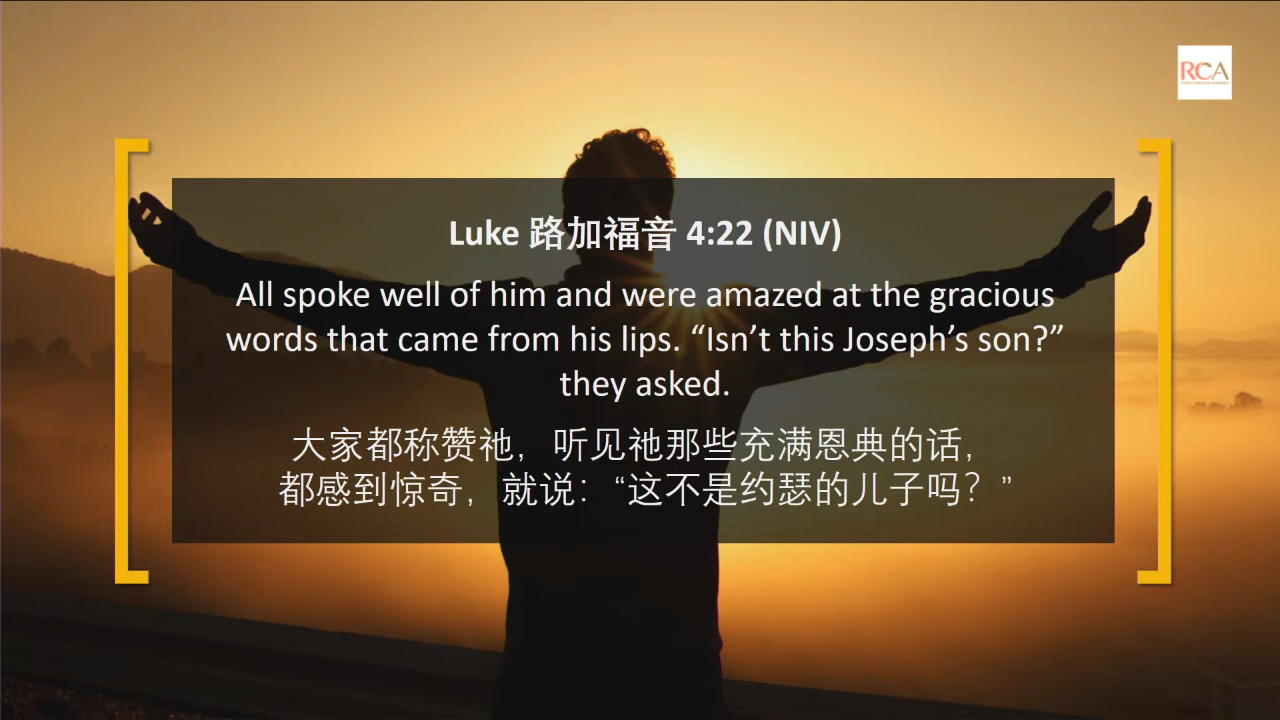 RCA
Luke 路加福音 4:22 (NIV)
All spoke well of him and were amazed at the gracious
words that came from his lips. “Isn’t this Joseph’s son?”
they asked.
大家都称赞祂，听见祂那些充满恩典的话，
都感到惊奇，就说：“这不是约瑟的儿子吗？”